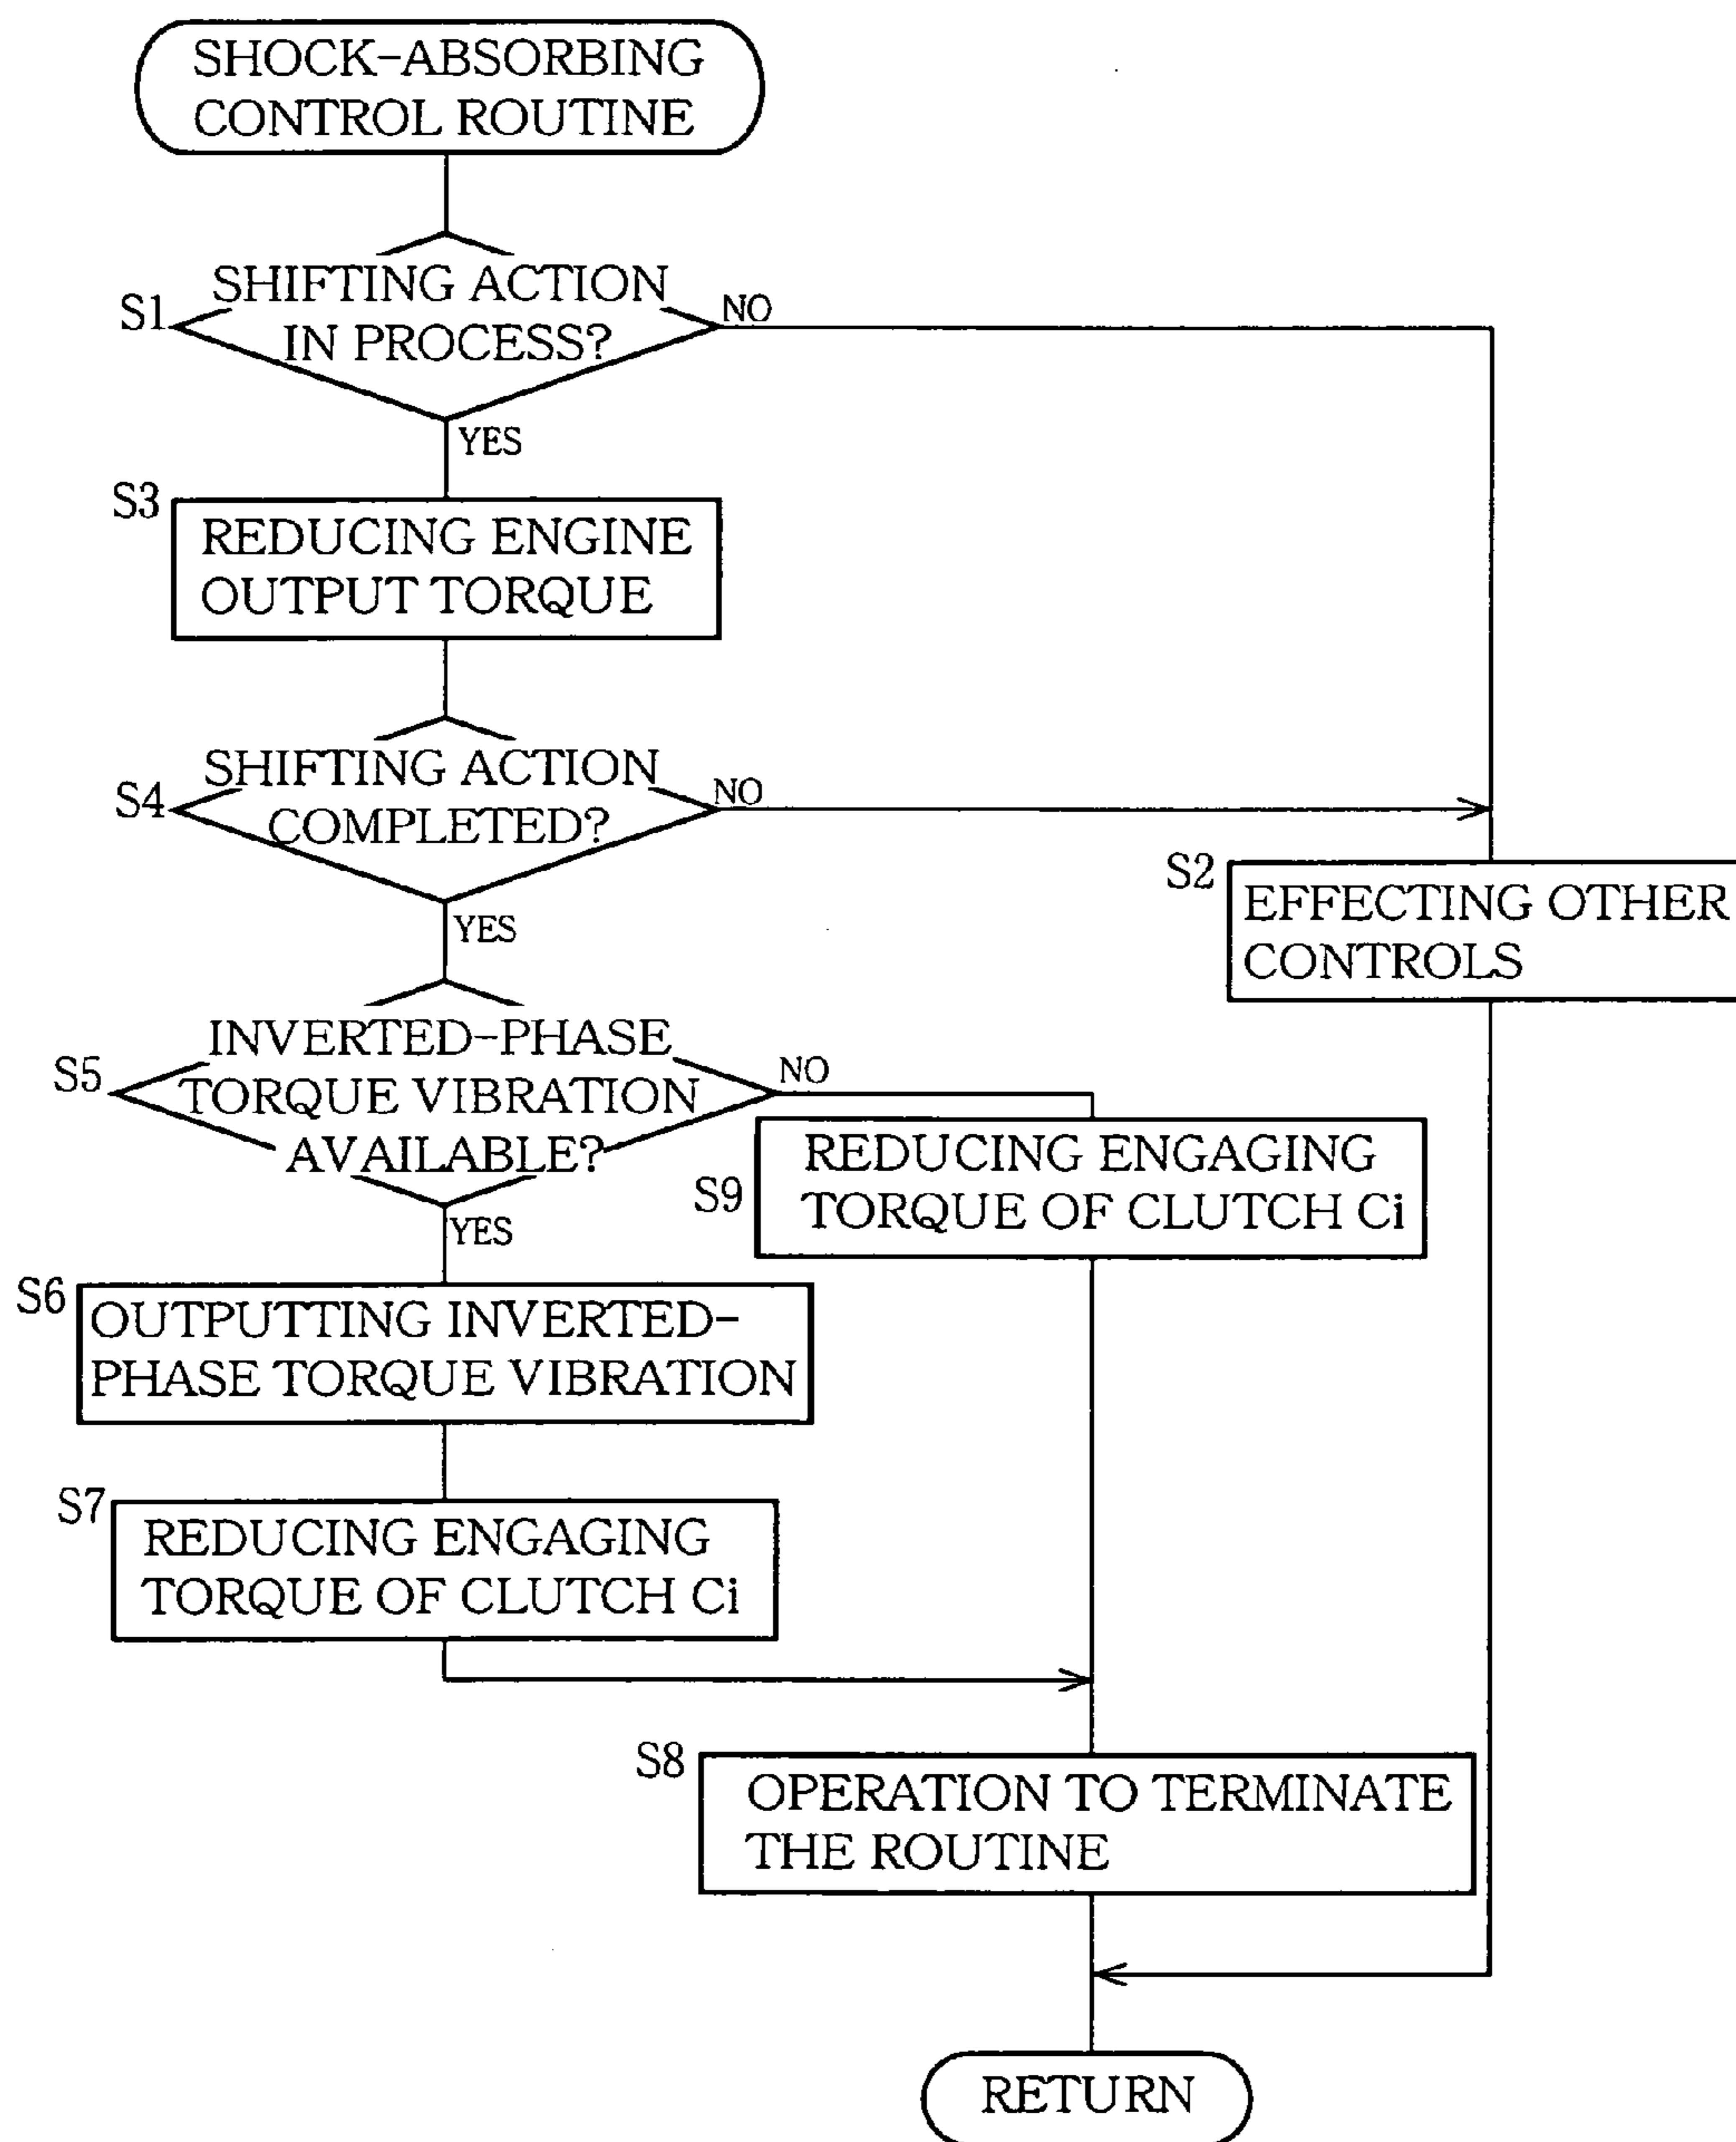 SHOCK-ABSORBING
CONTROL ROUTINE
S1
SHIFTING ACTION
IN PROCESS?
NO
YES
S3
REDUCING ENGINE
OUTPUT TORQUE
S4
SHIFTING ACTION
COMPLETED?
NO
YES
S2
EFFECTING OTHER
CONTROLS
S5
INVERTED-PHASE
TORQUE VIBRATION
AVAILABLE?
NO
YES
S9
REDUCING ENGAGING
TORQUE OF CLUTCH Ci
S6
OUTPUTTING INVERTED-
PHASE TORQUE VIBRATION
S7
REDUCING ENGAGING
TORQUE OF CLUTCH Ci
S8
OPERATION TO TERMINATE
THE ROUTINE
RETURN